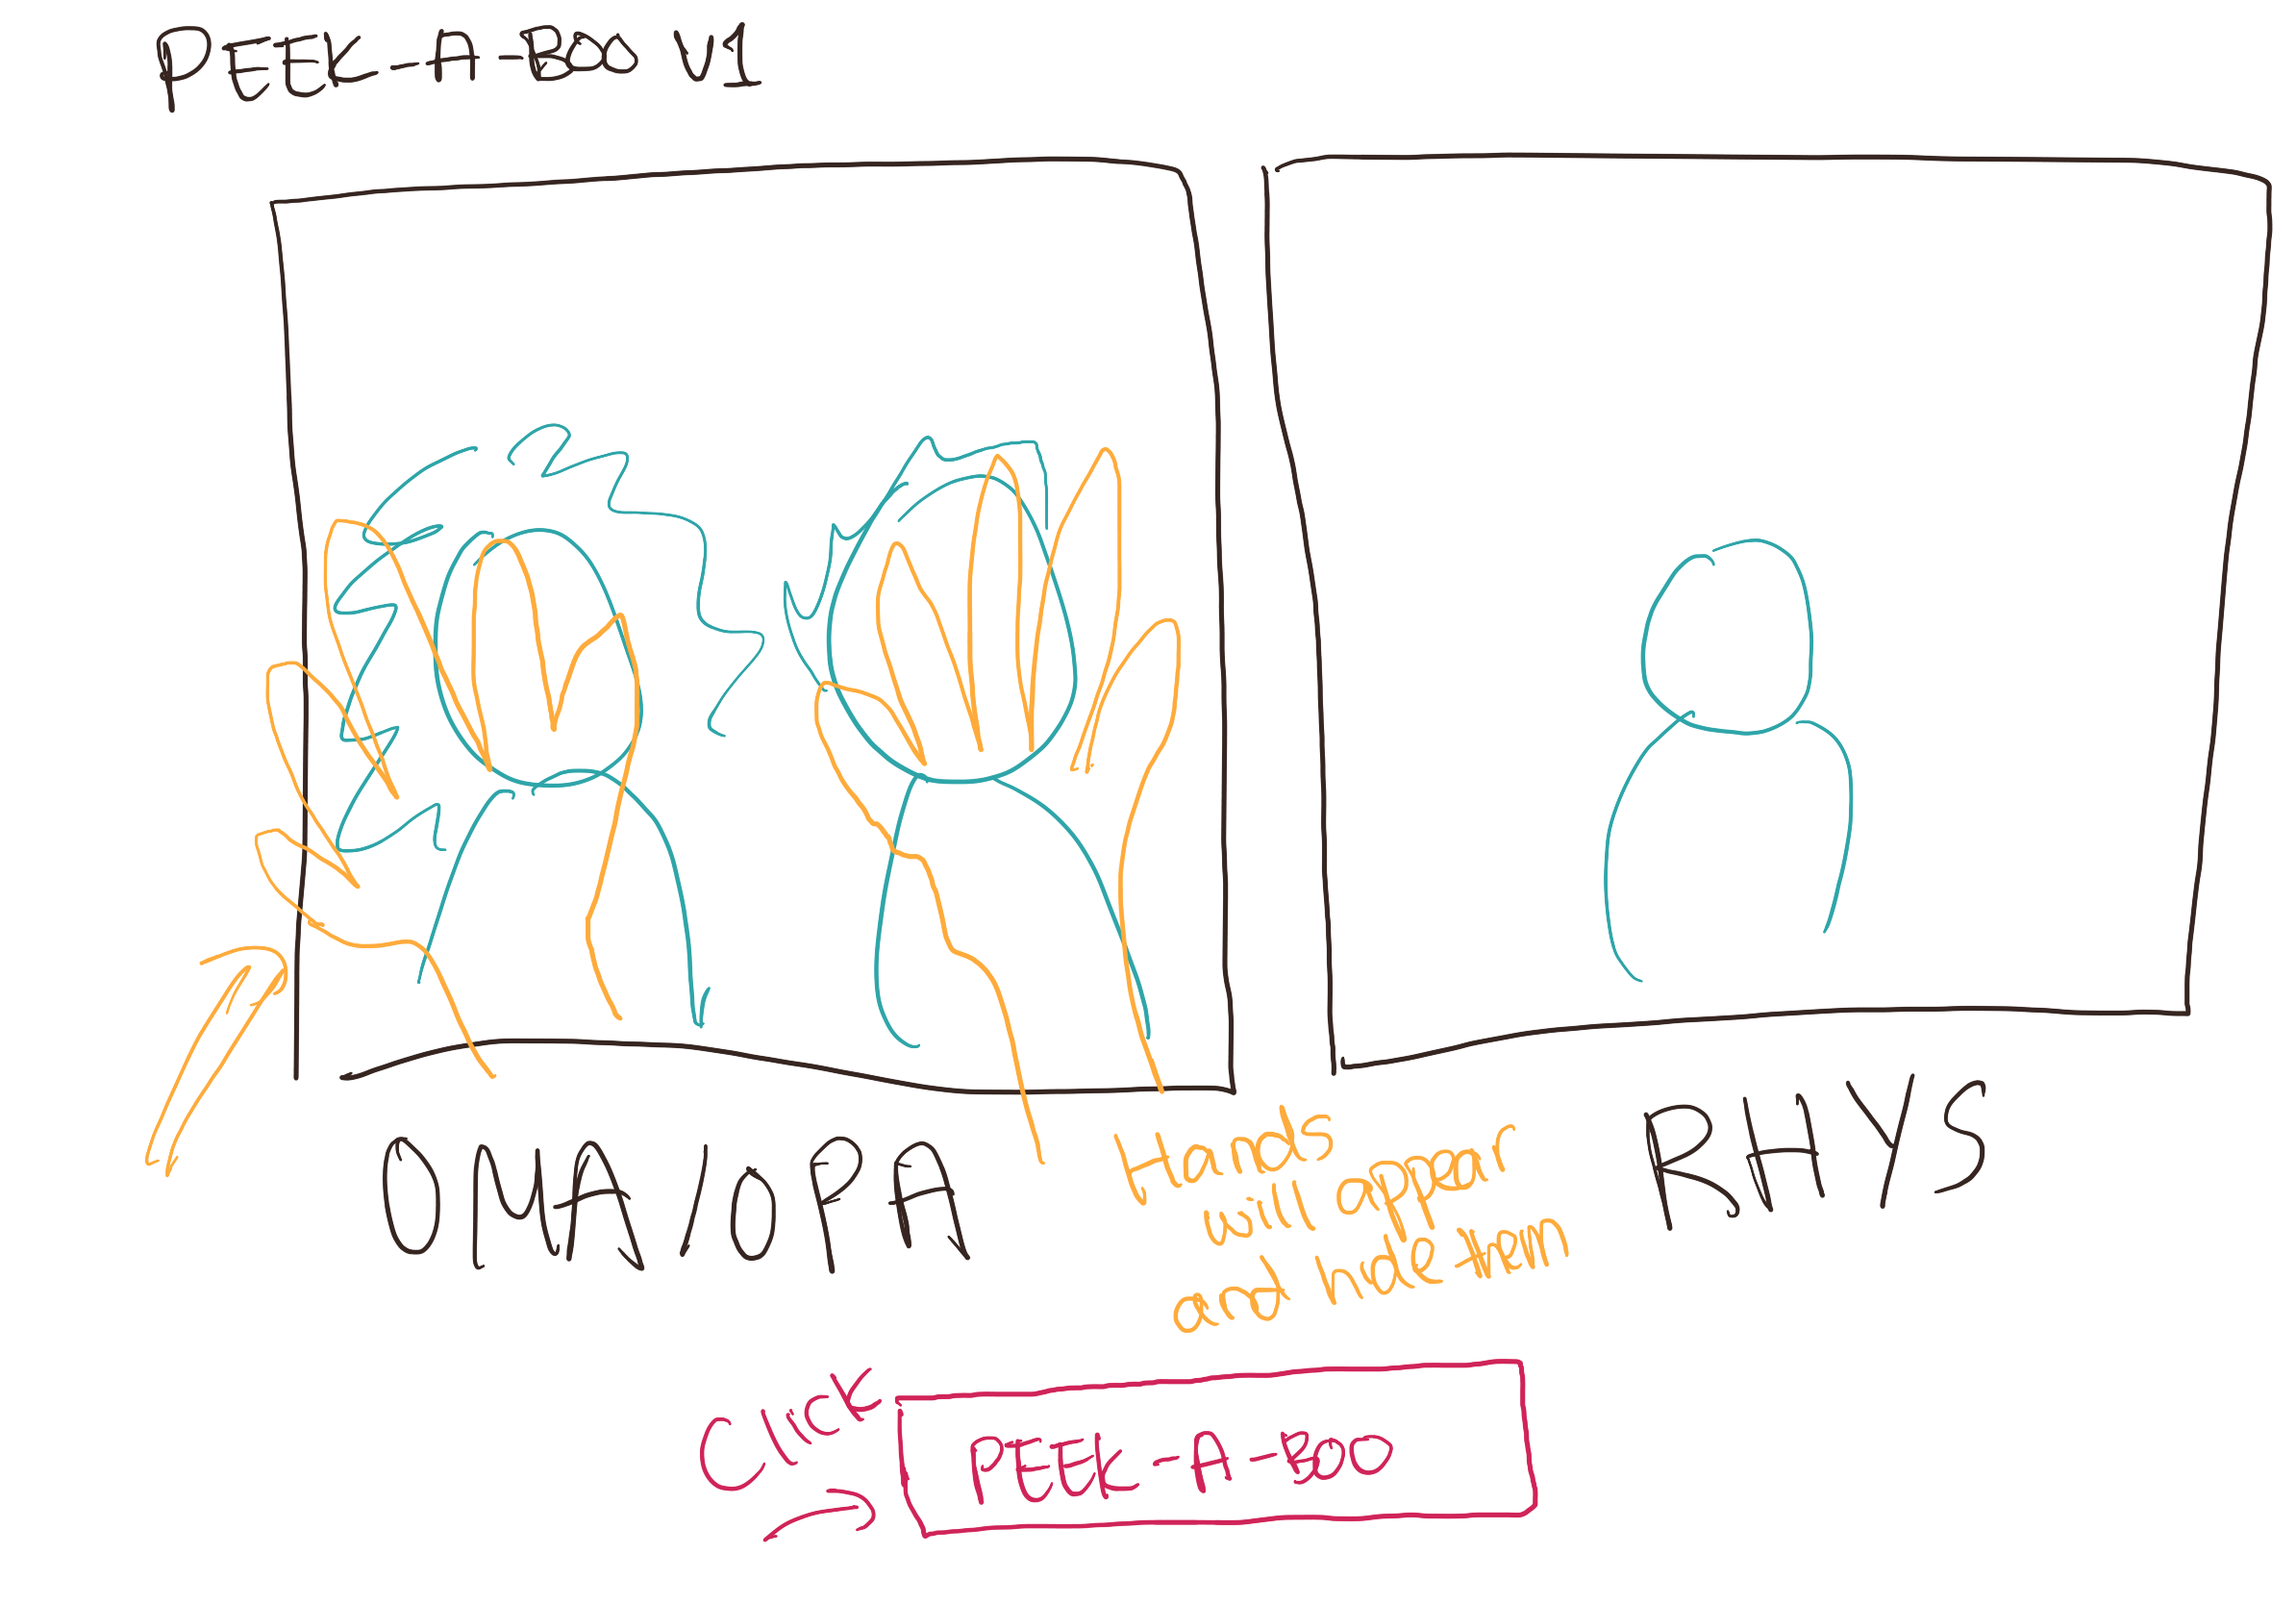 PEEK-A-BOO V1
OMA/OPA
RHYS
Hands
will appear
and hide them
Click
PEEK-A-BOO